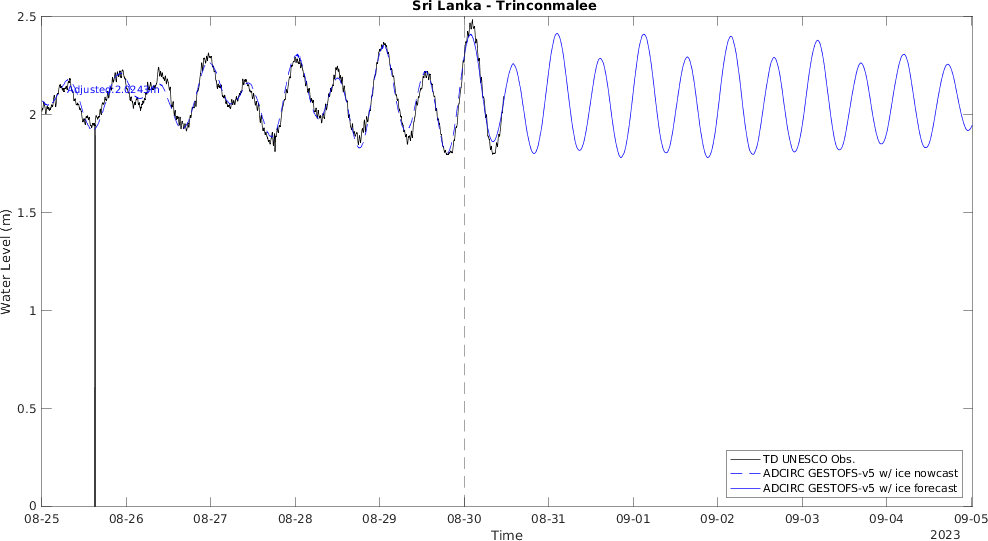 Sri Lanka - Trinconmalee
2.5
2
1.5
1
0.5
0
Water Level (m)
Adjusted:2.0243m
TD UNESCO Obs.
ADCIRC GESTOFS-v5 w/ ice nowcast
ADCIRC GESTOFS-v5 w/ ice forecast
08-25 08-26 08-27 08-28 08-29 08-30 08-31 09-01 09-02 09-03 09-04 09-05
Time
2023